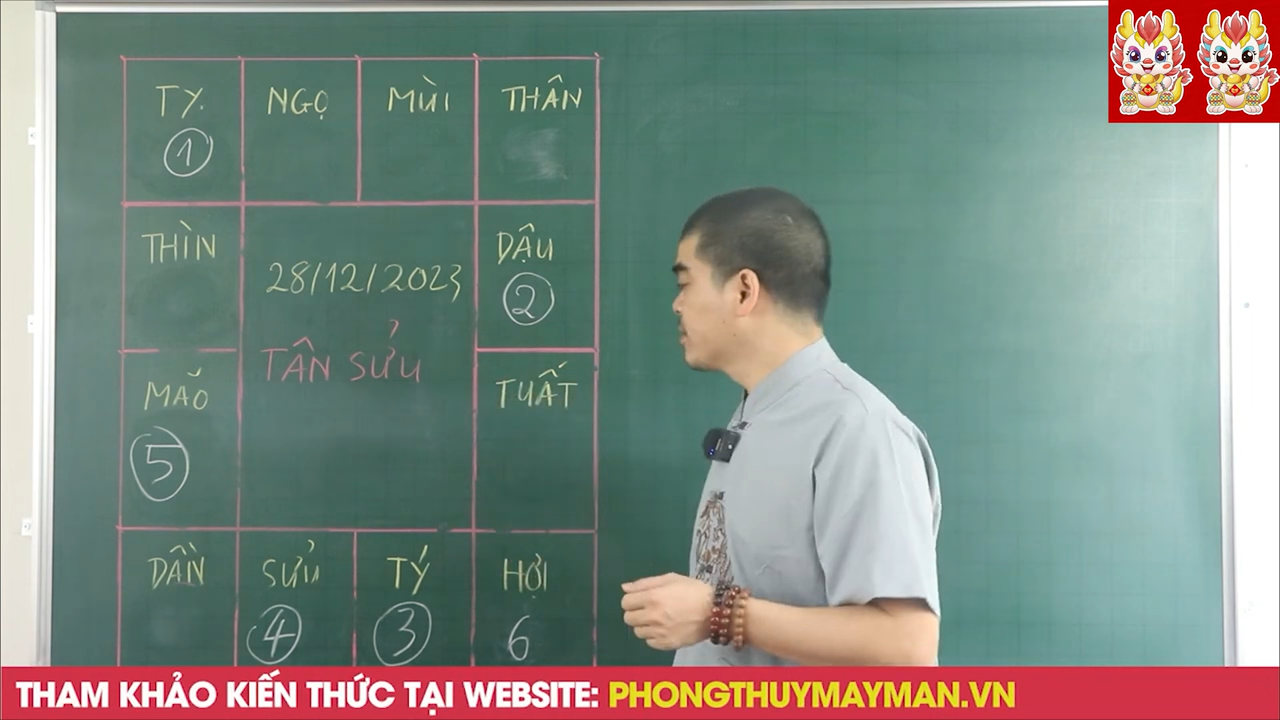 TỴ
①
NGỌ
MÙI
THÂN
THÌN
DẬU
②
28/12/2023
TÂN SỬU
MÃO
⑤
TUẤT
DẦN
SỬU
④
TÝ
③
HỢI
6
THAM KHẢO KIẾN THỨC TẠI WEBSITE: PHONGTHUYMAYMAN.VN